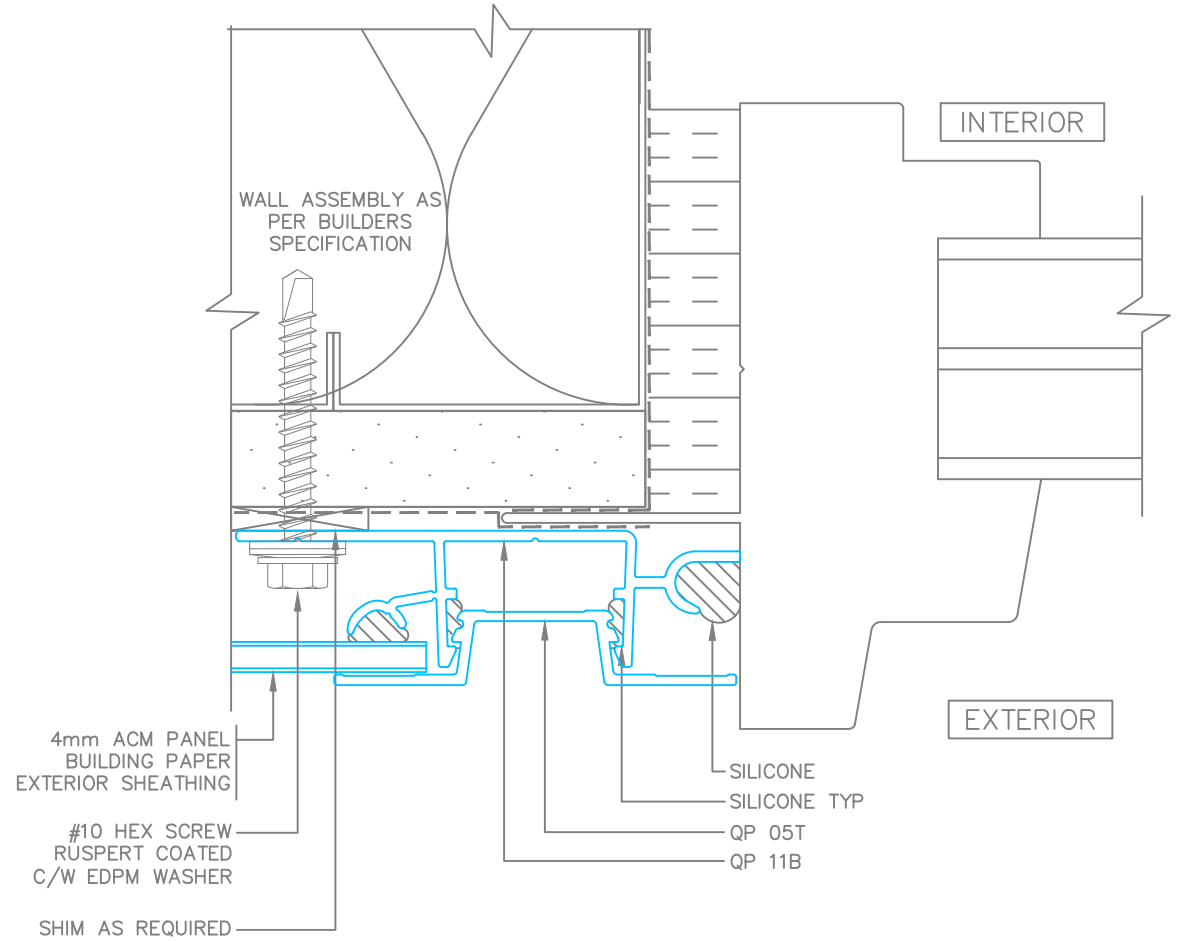 INTERIOR
WALL ASSEMBLY AS
PER BUILDERS
SPECIFICATION
EXTERIOR
4mm ACM PANEL
BUILDING PAPER
EXTERIOR SHEATHING
#10 HEX SCREW
RUSPERT COATED
C/W EDPM WASHER
SHIM AS REQUIRED
SILICONE
SILICONE TYP
QP 05T
QP 11B